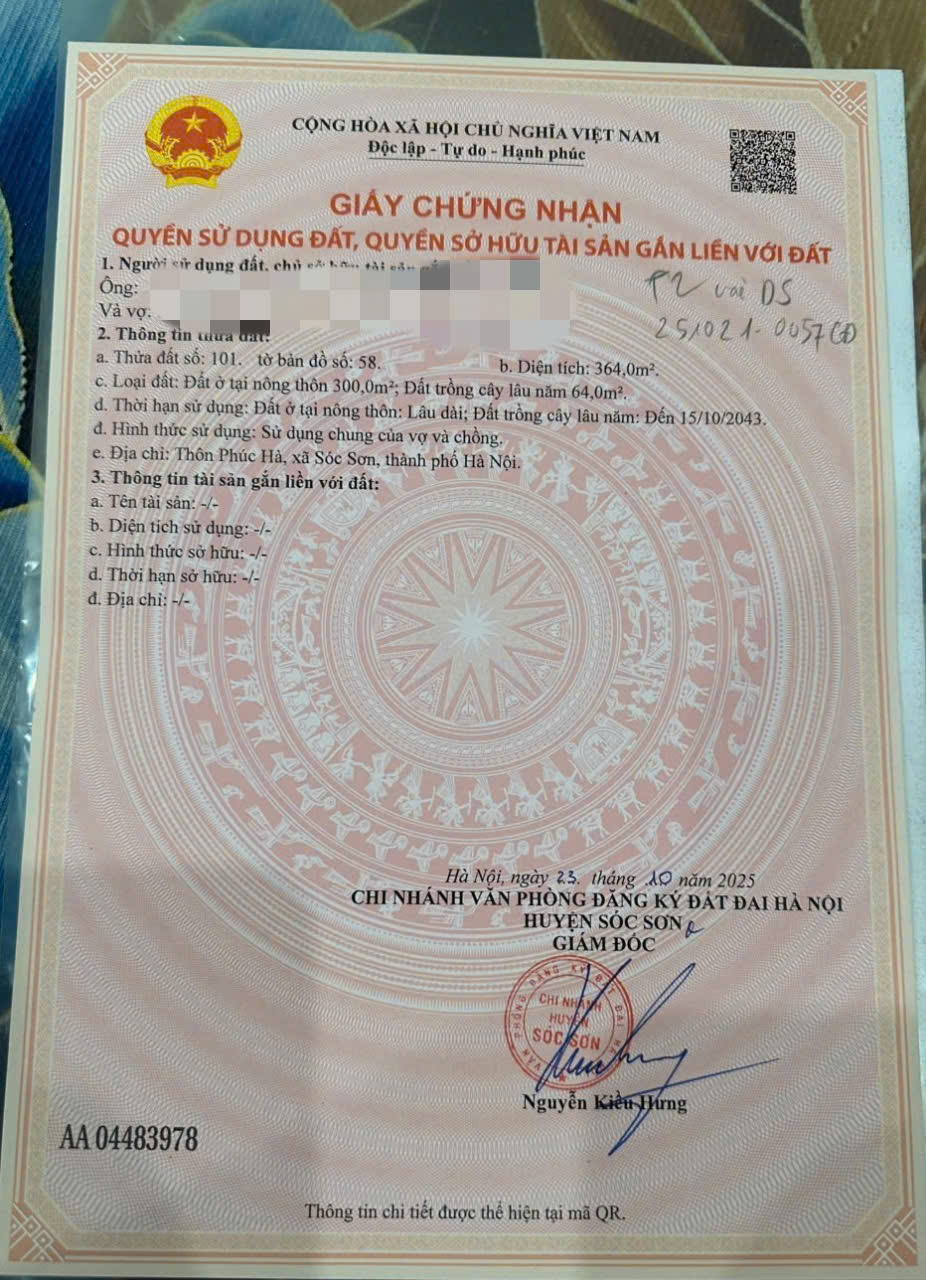 CỘNG HÒA XÃ HỘI CHỦ NGHĨA VIỆT NAM
Độc lập - Tự do - Hạnh phúc
GIẤY CHỨNG NHẬN
QUYỀN SỬ DỤNG ĐẤT, QUYỀN SỞ HỮU TÀI SẢN GẮN LIỀN VỚI ĐẤT
1. Người sử dụng đất, chủ sở hữu tài sản
Ông:
Và vợ:
251021-0057
2. Thông tin thửa đất:
a. Thửa đất số: 101. tờ bản đồ số: 58. b. Diện tích: 364,0m².
c. Loại đất: Đất ở tại nông thôn 300,0m²; Đất trồng cây lâu năm 64,0m².
d. Thời hạn sử dụng: Đất ở tại nông thôn: Lâu dài; Đất trồng cây lâu năm: Đến 15/10/2043.
đ. Hình thức sử dụng: Sử dụng chung của vợ và chồng.
e. Địa chỉ: Thôn Phúc Hà, xã Sóc Sơn, thành phố Hà Nội.
3. Thông tin tài sản gắn liền với đất:
a. Tên tài sản: -/-
b. Diện tích sử dụng: -/-
c. Hình thức sở hữu: -/-
d. Thời hạn sở hữu: -/-
đ. Địa chỉ: -/-
Hà Nội, ngày 23. tháng .10 năm 2025
CHI NHÁNH VĂN PHÒNG ĐĂNG KÝ ĐẤT ĐAI HÀ NỘI
HUYỆN SÓC SƠN
GIÁM ĐỐC
VĂN PHÒNG ĐĂNG KÝ ĐẤT ĐAI HÀ
CHI NHÁNH
HUYỆN
SÓC SƠN
Nguyễn Kiều Hưng
AA 04483978
Thông tin chi tiết được thể hiện tại mã QR.